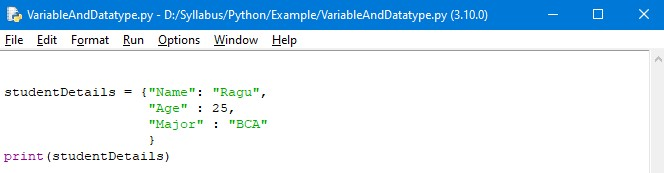 VariableAndDatatype.py - D:/Syllabus/Python/Example/VariableAndDatatype.py (3.10.0)
File Edit Format Run Options Window Help
studentDetails = {"Name": "Ragu",
"Age" : 25,
"Major" : "BCA"
}
print(studentDetails)